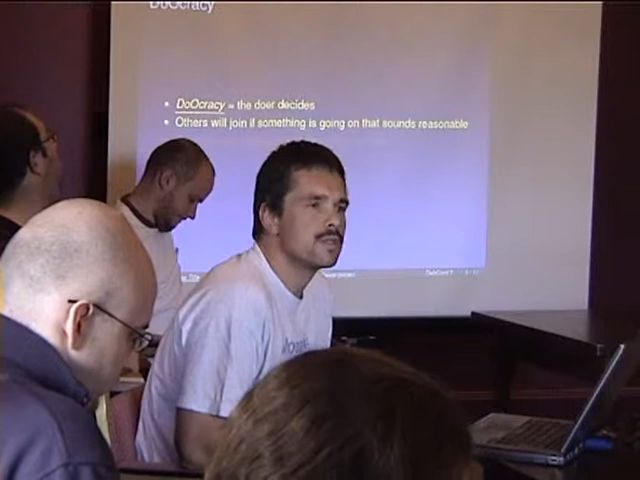 DoOcracy
DoOcracy = the doer decides
Others will join if something is going on that sounds reasonable